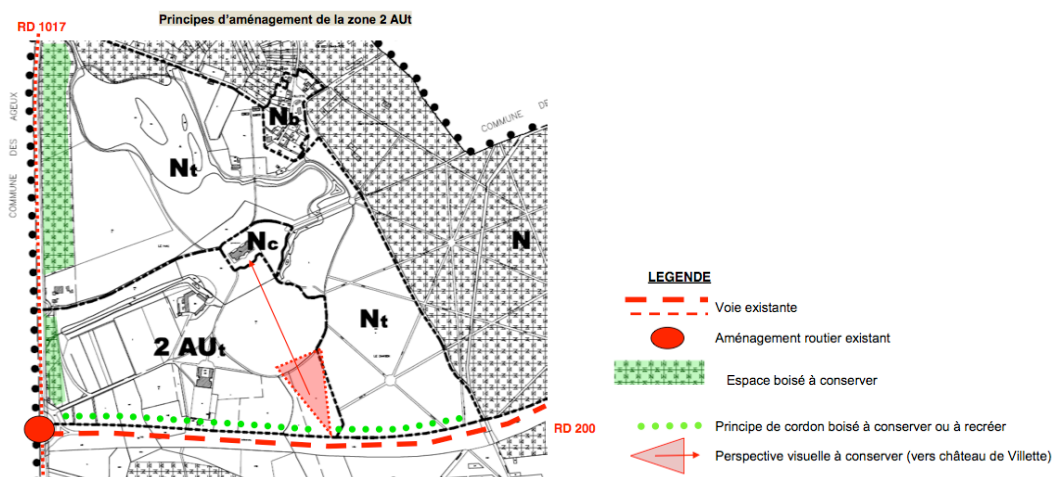 Principes d’aménagement de la zone 2 AUt
RD 1017
COMMUNE DES AGEUX
COMMUNE DE
Nb
Nt
Nc
N
Nt
2 AUt
RD 200
LEGENDE
Voie existante
Aménagement routier existant
Espace boisé à conserver
Principe de cordon boisé à conserver ou à recréer
Perspective visuelle à conserver (vers château de Villette)